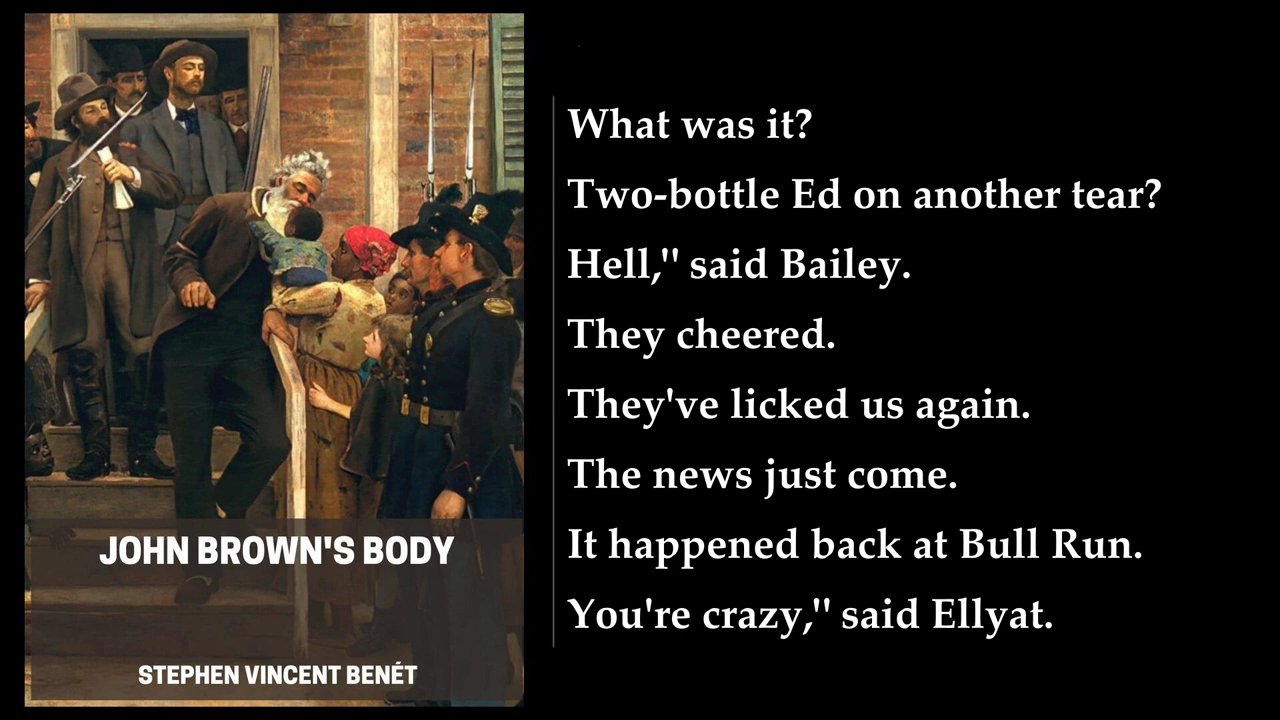 JOHN BROWN'S BODY
STEPHEN VINCENT BENÉT
What was it?
Two-bottle Ed on another tear?
Hell," said Bailey.
They cheered.
They've licked us again.
The news just come.
It happened back at Bull Run.
You're crazy," said Ellyat.